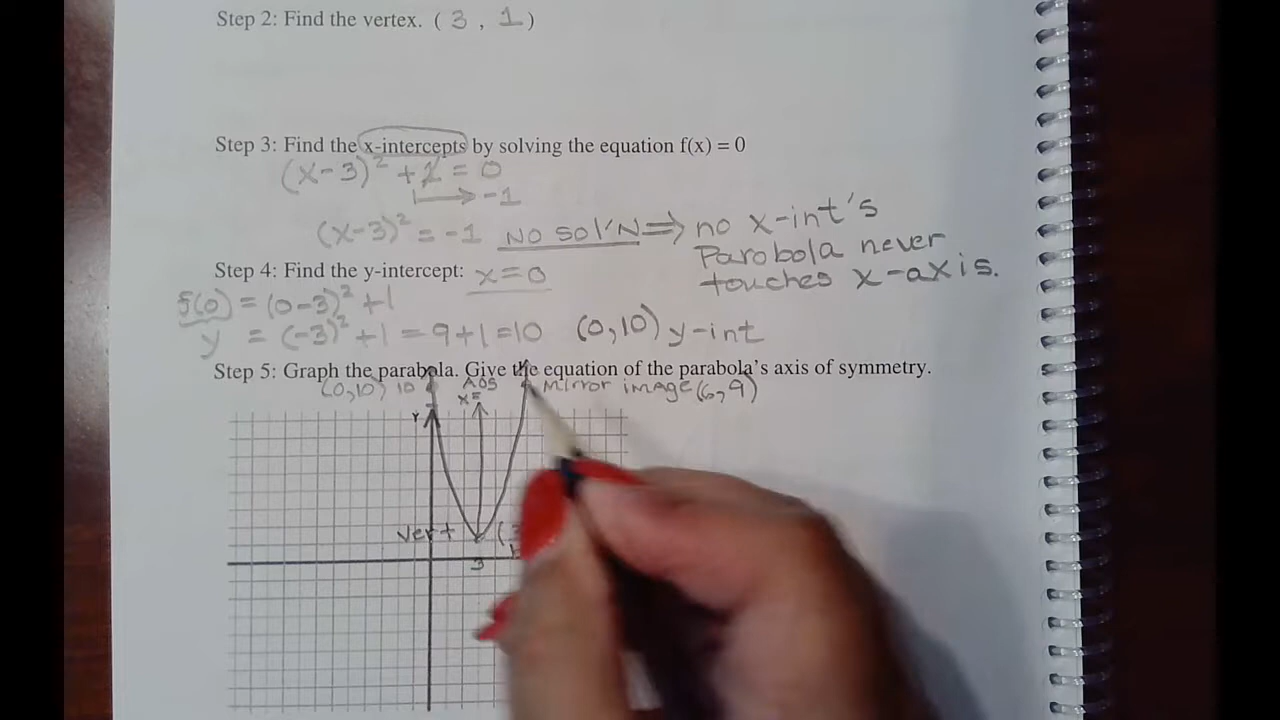 Step 2: Find the vertex. ( 3 , 1 )
Step 3: Find the x-intercepts by solving the equation f(x) = 0
(x-3)² + 1 = 0
→ -1
(x-3)² = -1 No sol'N ⇒ no x-int's
Parobola never
touches x-axis.
Step 4: Find the y-intercept: x=0
f(0) = (0-3)² +1
y = (-3)² +1 = 9+1=10 (0,10) y-int
Step 5: Graph the parabola. Give the equation of the parabola's axis of symmetry.
(0,10) 10 AOS mirror image (6,9)
x=
Y
vert (3
3